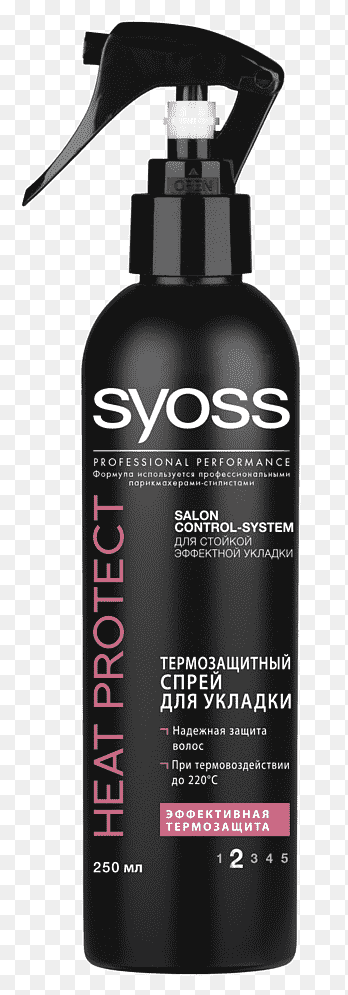 OPEN
syoss
PROFESSIONAL PERFORMANCE
Формула используется профессиональными
парикмахерами-стилистами
HEAT PROTECT
SALON
CONTROL-SYSTEM
ДЛЯ СТОЙКОЙ
ЭФФЕКТНОЙ УКЛАДКИ
ТЕРМОЗАЩИТНЫЙ
СПРЕЙ
ДЛЯ УКЛАДКИ
Надежная защита
волос
При термовоздействии
до 220°С
ЭФФЕКТИВНАЯ
ТЕРМОЗАЩИТА
250 мл
1 2 3 4 5